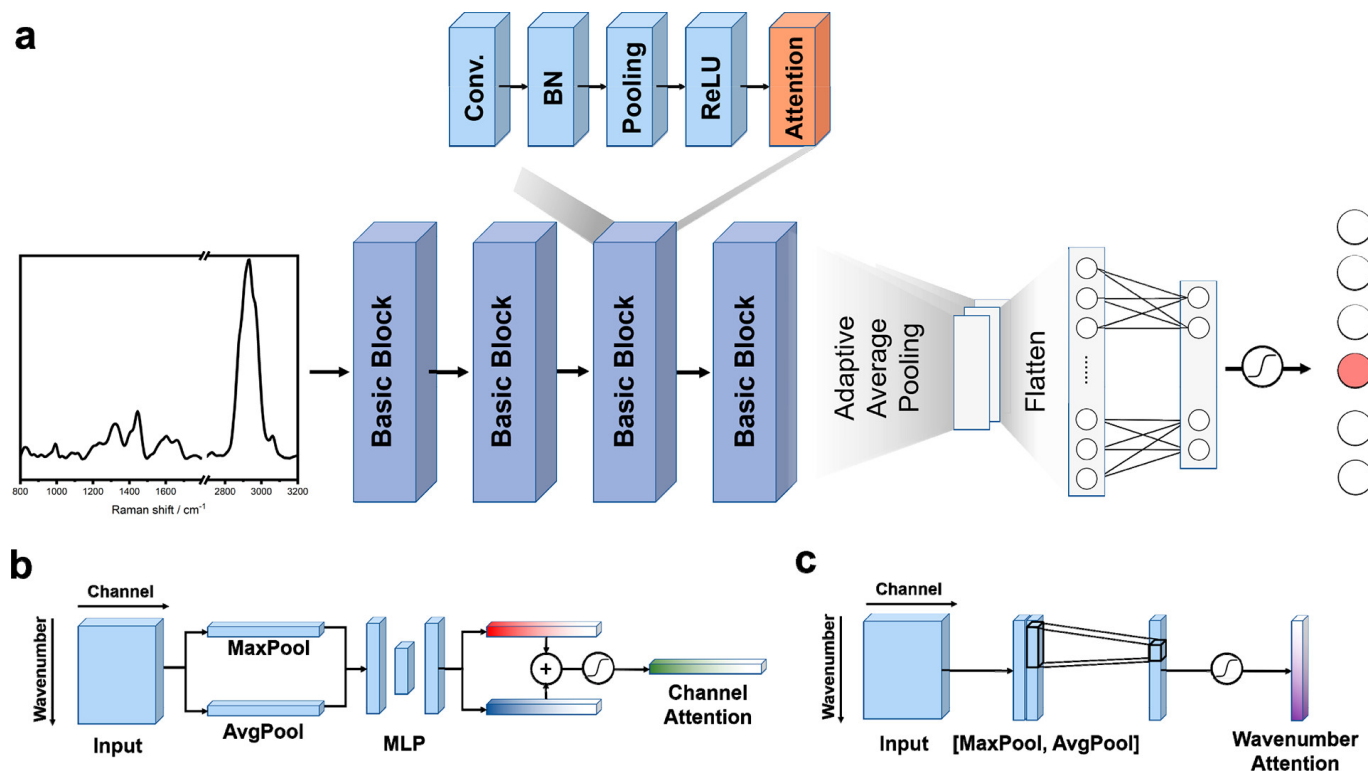 a
Conv.
BN
Pooling
ReLU
Attention
Basic Block
Basic Block
Basic Block
Basic Block
Adaptive
Average
Pooling
Flatten
......
800 1000 1200 1400 1600 2800 3000 3200
Raman shift / cm⁻¹
b
Channel
Wavenumber
Input
MaxPool
AvgPool
MLP
+
Channel
Attention
c
Channel
Wavenumber
Input
[MaxPool, AvgPool]
Wavenumber
Attention